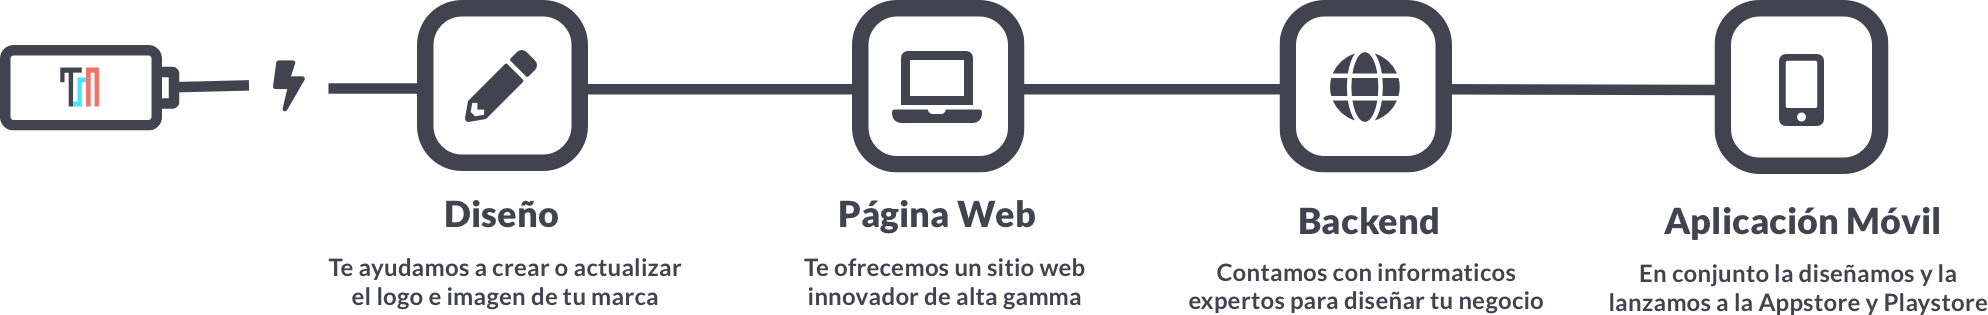 Diseño
Te ayudamos a crear o actualizar
el logo e imagen de tu marca
Página Web
Te ofrecemos un sitio web
innovador de alta gamma
Backend
Contamos con informaticos
expertos para diseñar tu negocio
Aplicación Móvil
En conjunto la diseñamos y la
lanzamos a la Appstore y Playstore